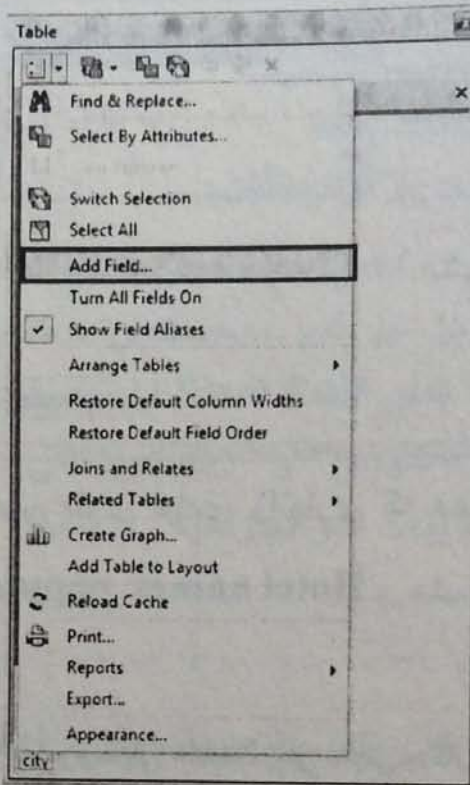 Table
Find & Replace...
Select By Attributes...
Switch Selection
Select All
Add Field...
Turn All Fields On
Show Field Aliases
Arrange Tables
Restore Default Column Widths
Restore Default Field Order
Joins and Relates
Related Tables
Create Graph...
Add Table to Layout
Reload Cache
Print...
Reports
Export...
Appearance...
city